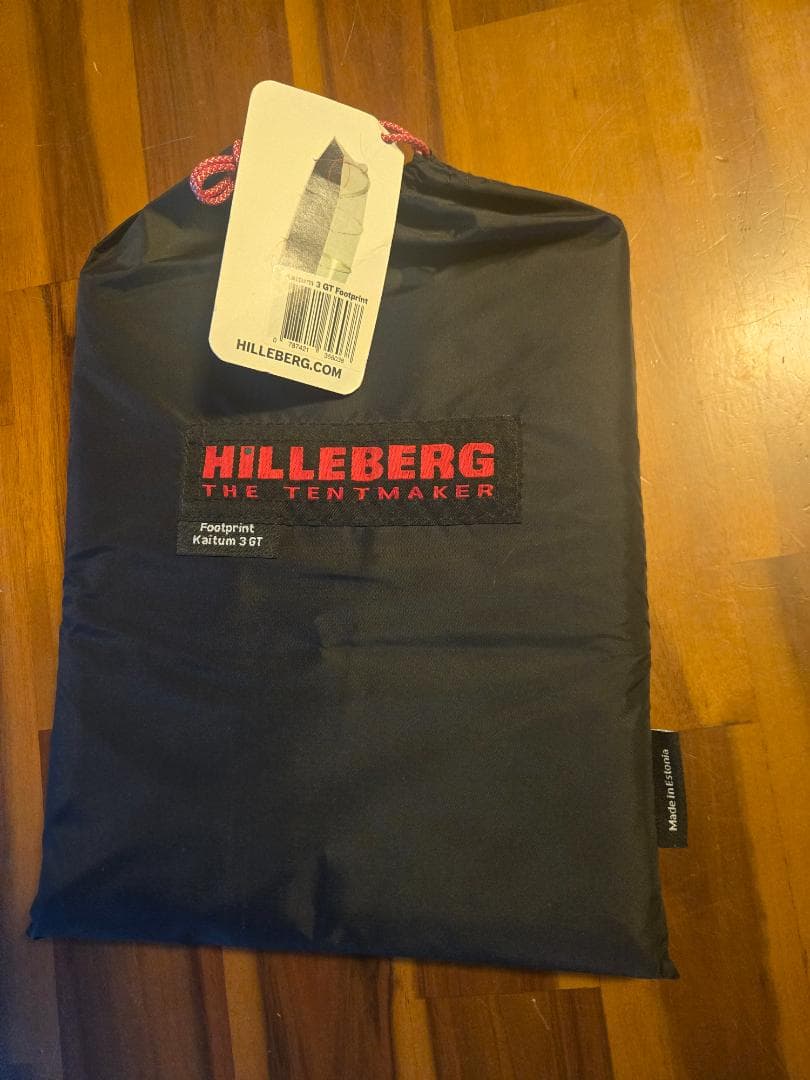 Kaitum 3 GT Footprint
HILLEBERG.COM
HILLEBERG
THE TENTMAKER
Footprint
Kaitum 3 GT
Made in Estonia